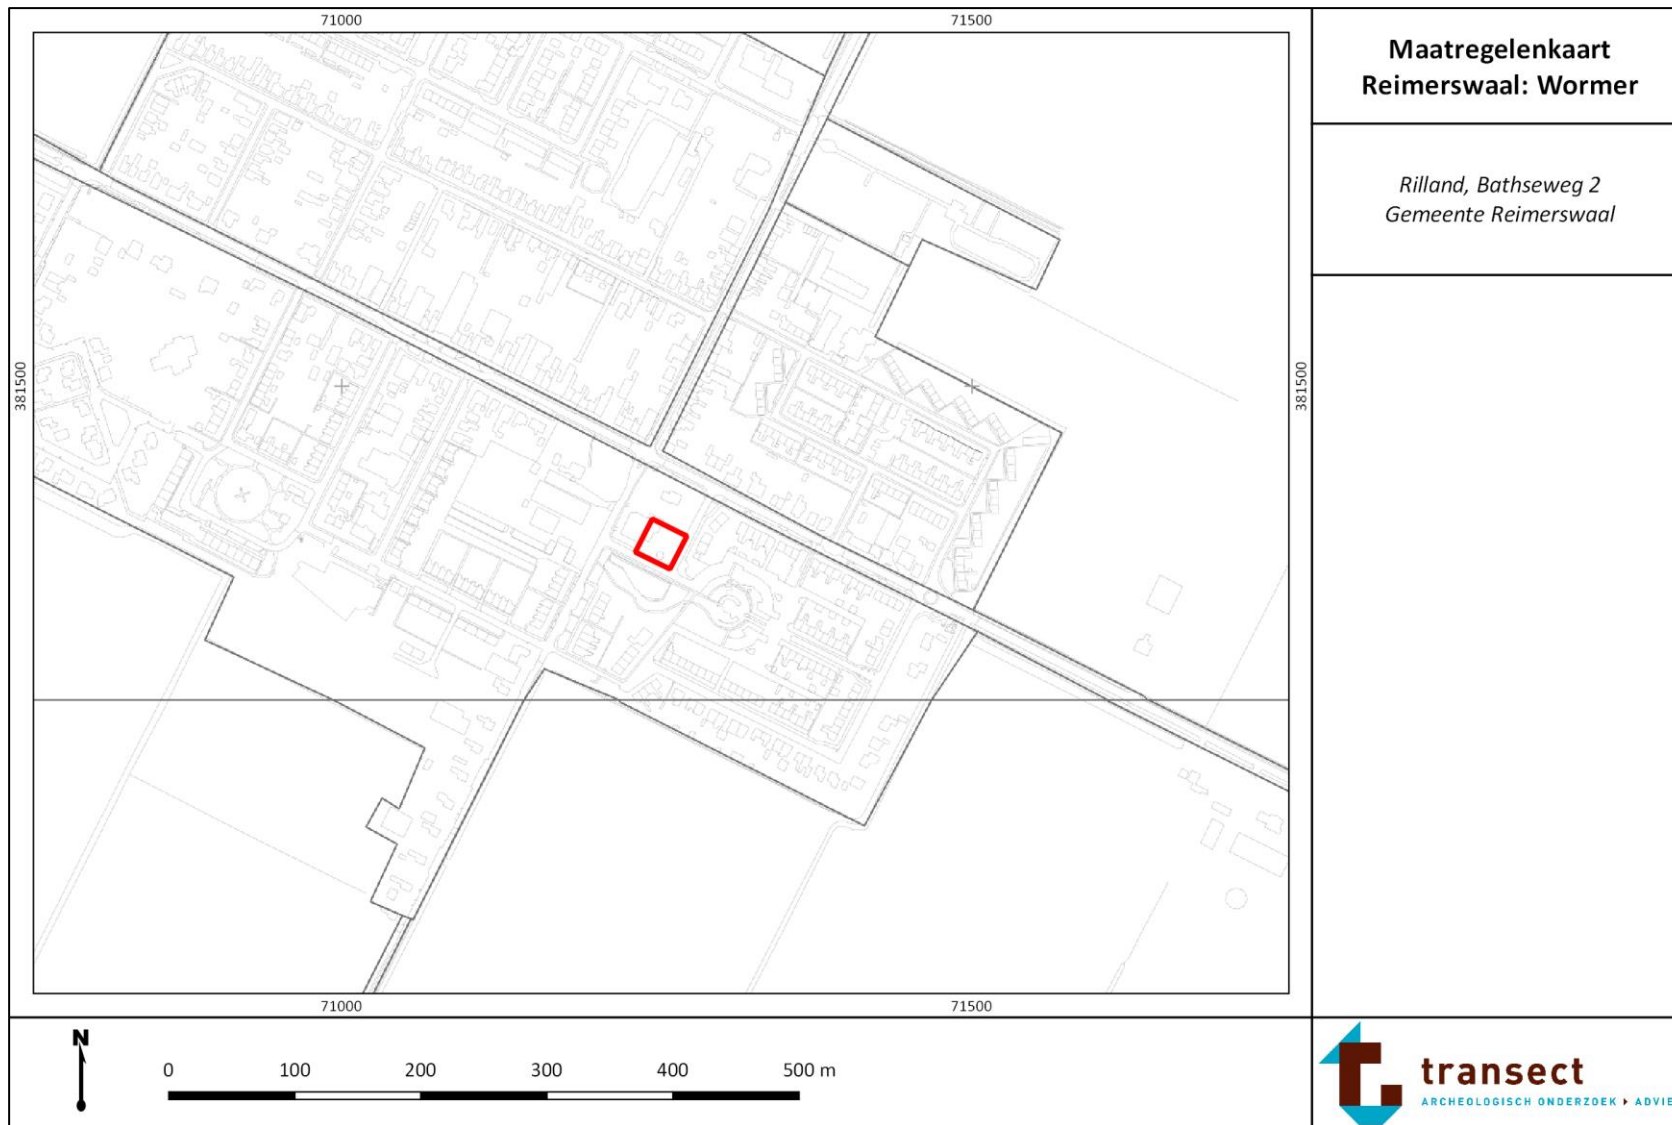 71000 71500
Maatregelenkaart
Reimerswaal: Wormer
Rilland, Bathseweg 2
Gemeente Reimerswaal
381500 381500
71000 71500
N
0 100 200 300 400 500 m
transect
ARCHEOLOGISCH ONDERZOEK ADVIE